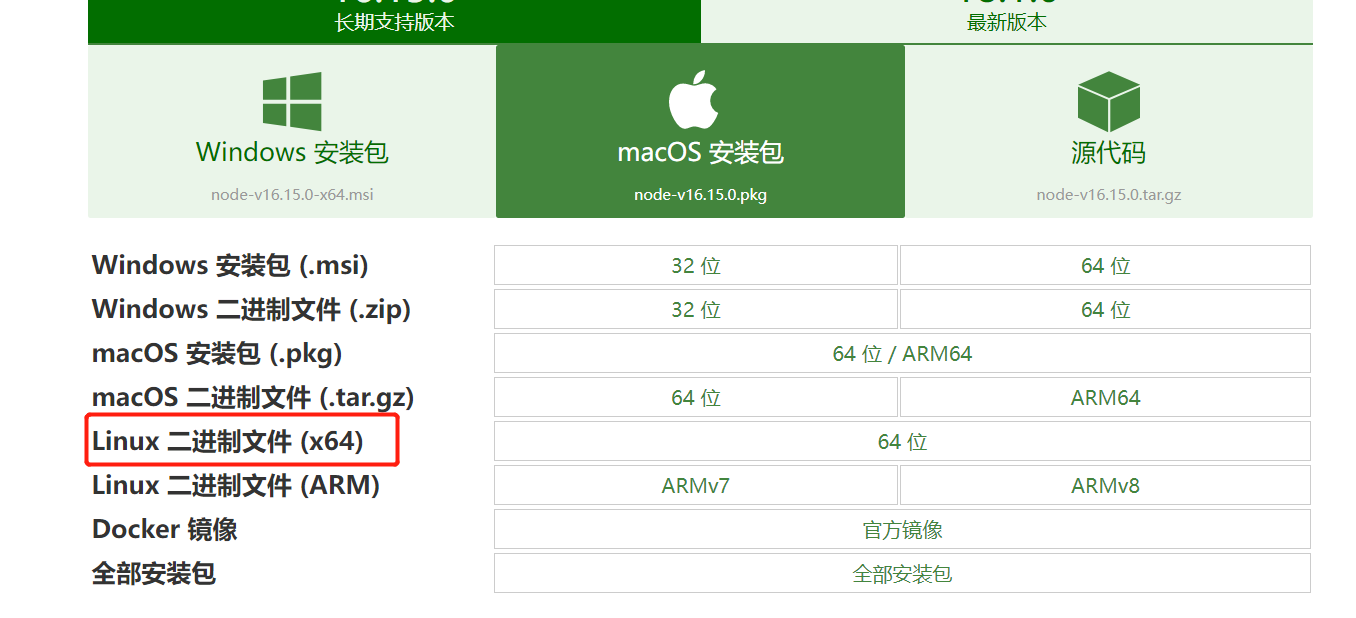 长期支持版本
最新版本
Windows 安装包
macOS 安装包
源代码
node-v16.15.0-x64.msi
node-v16.15.0.pkg
node-v16.15.0.tar.gz
Windows 安装包 (.msi)
32 位
64 位
Windows 二进制文件 (.zip)
32 位
64 位
macOS 安装包 (.pkg)
64 位 / ARM64
macOS 二进制文件 (.tar.gz)
64 位
ARM64
Linux 二进制文件 (x64)
64 位
Linux 二进制文件 (ARM)
ARMv7
ARMv8
Docker 镜像
官方镜像
全部安装包
全部安装包